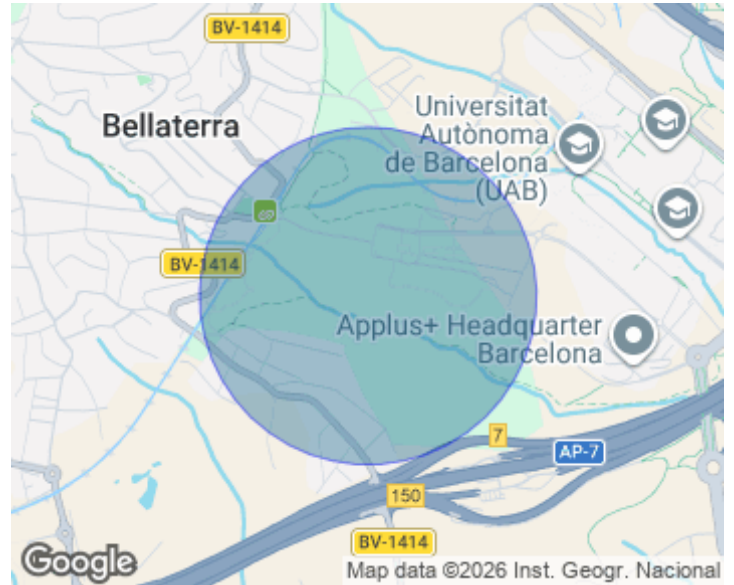 BV-1414
Bellaterra
Universitat
Autònoma
de Barcelona
(UAB)
BV-1414
Applus+ Headquarter
Barcelona
7
AP-7
150
BV-1414
Google
Map data ©2026 Inst. Geogr. Nacional